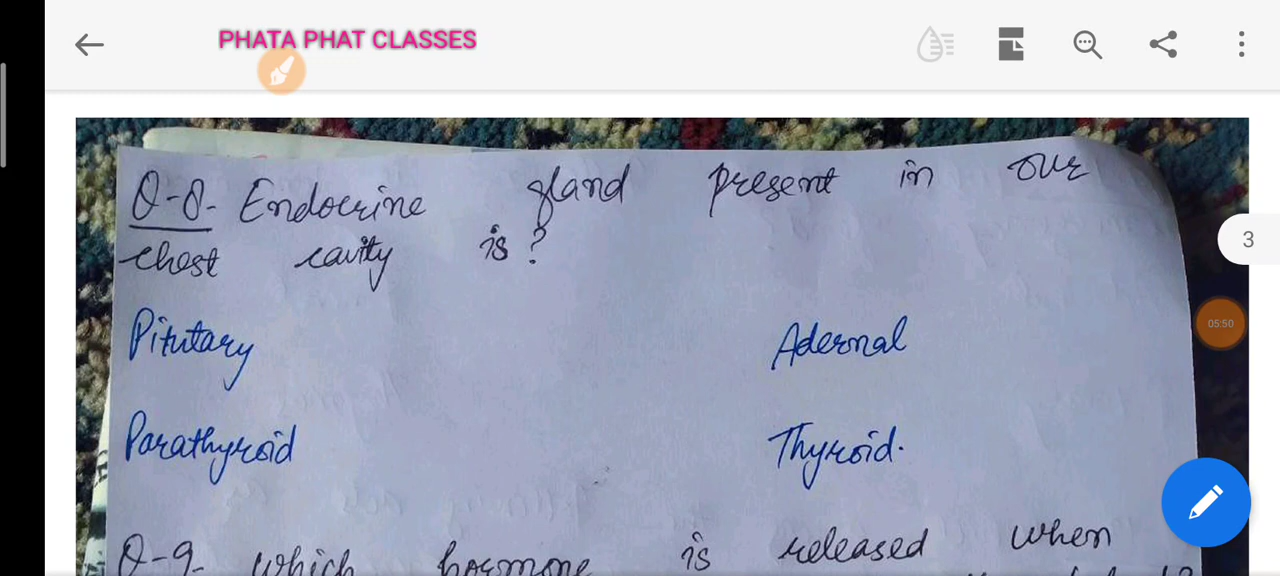 PHATA PHAT CLASSES
Q-8- Endocrine gland present in our
chest cavity is?
3
05:50
Pitutary Adernal
Parathyroid Thyroid.
Q-9- which hormone is released when